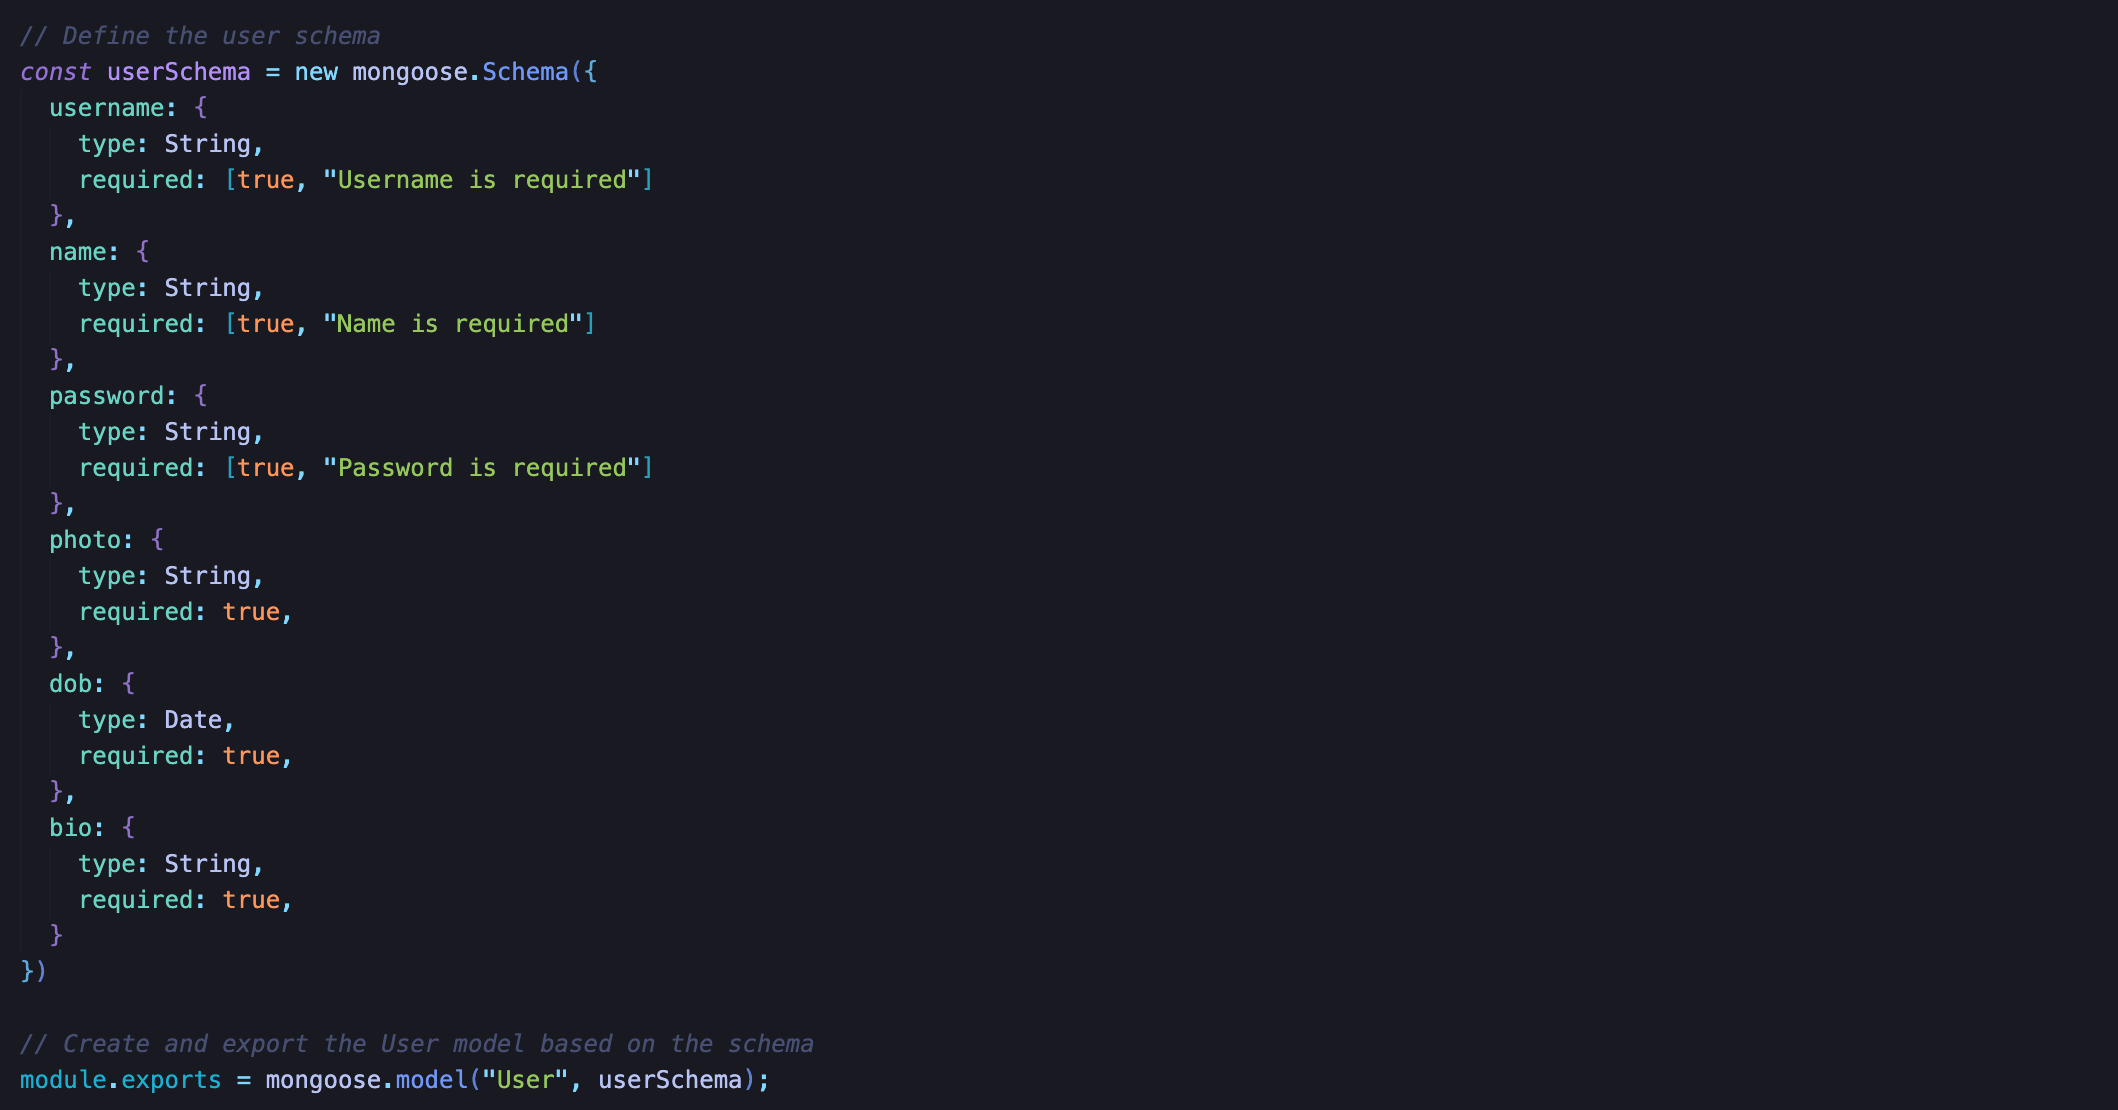 // Define the user schema
const userSchema = new mongoose.Schema({
  username: {
    type: String,
    required: [true, "Username is required"]
  },
  name: {
    type: String,
    required: [true, "Name is required"]
  },
  password: {
    type: String,
    required: [true, "Password is required"]
  },
  photo: {
    type: String,
    required: true,
  },
  dob: {
    type: Date,
    required: true,
  },
  bio: {
    type: String,
    required: true,
  }
})

// Create and export the User model based on the schema
module.exports = mongoose.model("User", userSchema);